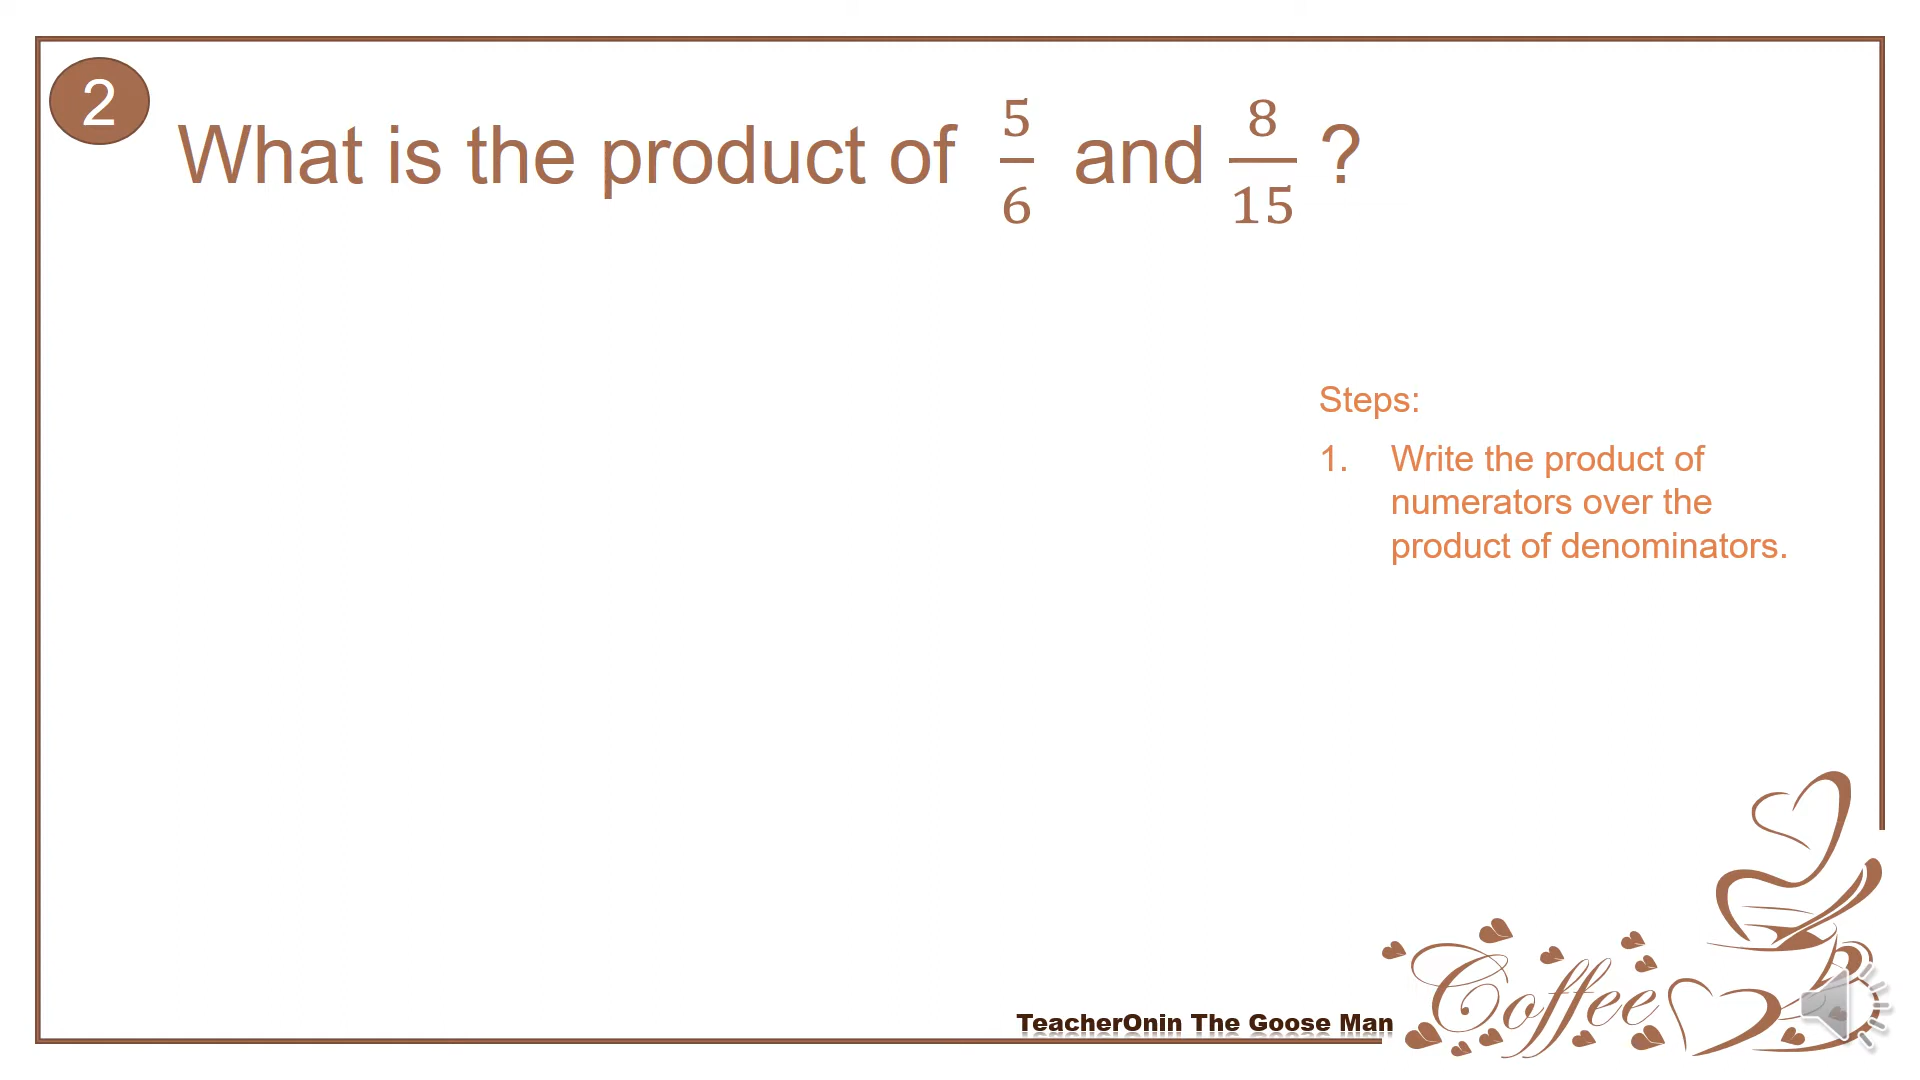 2
What is the product of 5/6 and 8/15 ?
Steps:
1. Write the product of
numerators over the
product of denominators.
TeacherOnin The Goose Man
Coffee